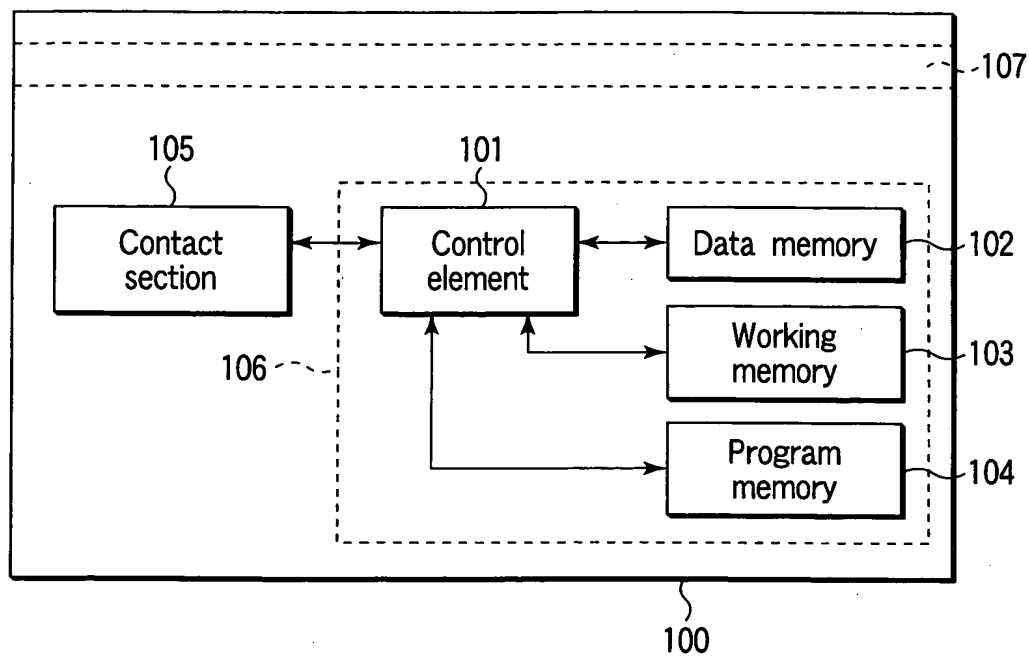 107
105
101
Contact
section
Control
element
Data memory
102
Working
memory
103
106
Program
memory
104
100